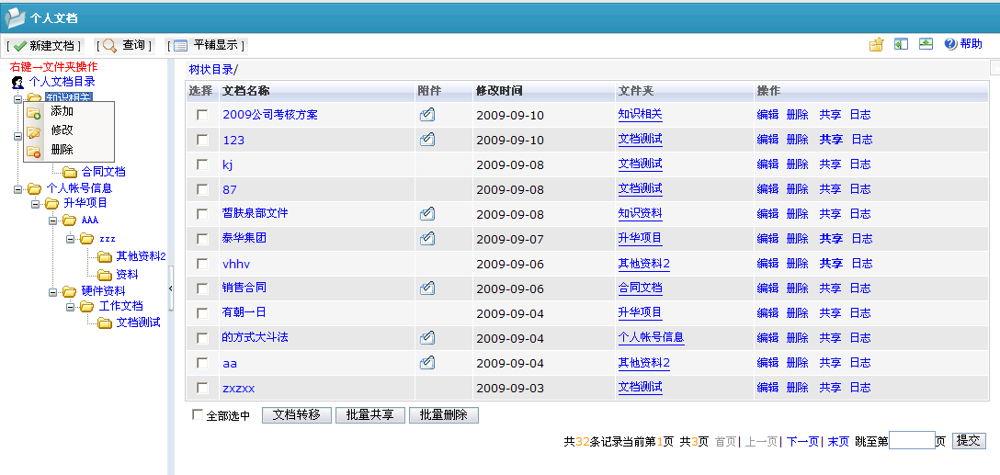 个人文档
[ 新建文档 ] [ 查询 ] [ 平铺显示 ] 帮助
右键→文件夹操作
个人文档目录
知识相关
添加
修改
删除
合同文档
个人帐号信息
升华项目
AAA
zzz
其他资料2
资料
硬件资料
工作文档
文档测试
树状目录/
选择 文档名称 附件 修改时间 文件夹 操作
2009公司考核方案 2009-09-10 知识相关 编辑 删除 共享 日志
123 2009-09-10 文档测试 编辑 删除 共享 日志
kj 2009-09-08 文档测试 编辑 删除 共享 日志
87 2009-09-08 文档测试 编辑 删除 共享 日志
皙肤泉部文件 2009-09-08 知识资料 编辑 删除 共享 日志
泰华集团 2009-09-07 升华项目 编辑 删除 共享 日志
vhhv 2009-09-06 其他资料2 编辑 删除 共享 日志
销售合同 2009-09-06 合同文档 编辑 删除 共享 日志
有朝一日 2009-09-04 升华项目 编辑 删除 共享 日志
的方式大斗法 2009-09-04 个人帐号信息 编辑 删除 共享 日志
aa 2009-09-04 其他资料2 编辑 删除 共享 日志
zxzxx 2009-09-03 文档测试 编辑 删除 共享 日志
全部选中 文档转移 批量共享 批量删除
共32条记录当前第1页 共3页 首页| 上一页| 下一页| 末页 跳至第 页 提交